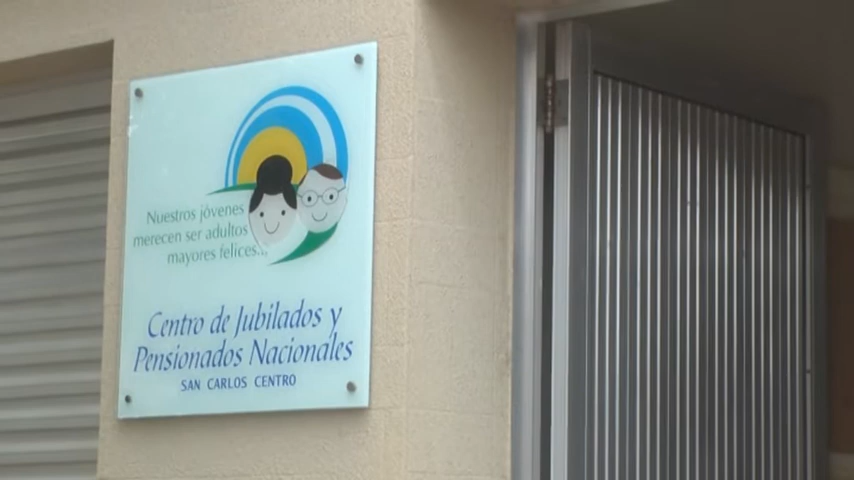 Nuestros jóvenes
merecen ser adultos
mayores felices...
Centro de Jubilados y
Pensionados Nacionales
SAN CARLOS CENTRO